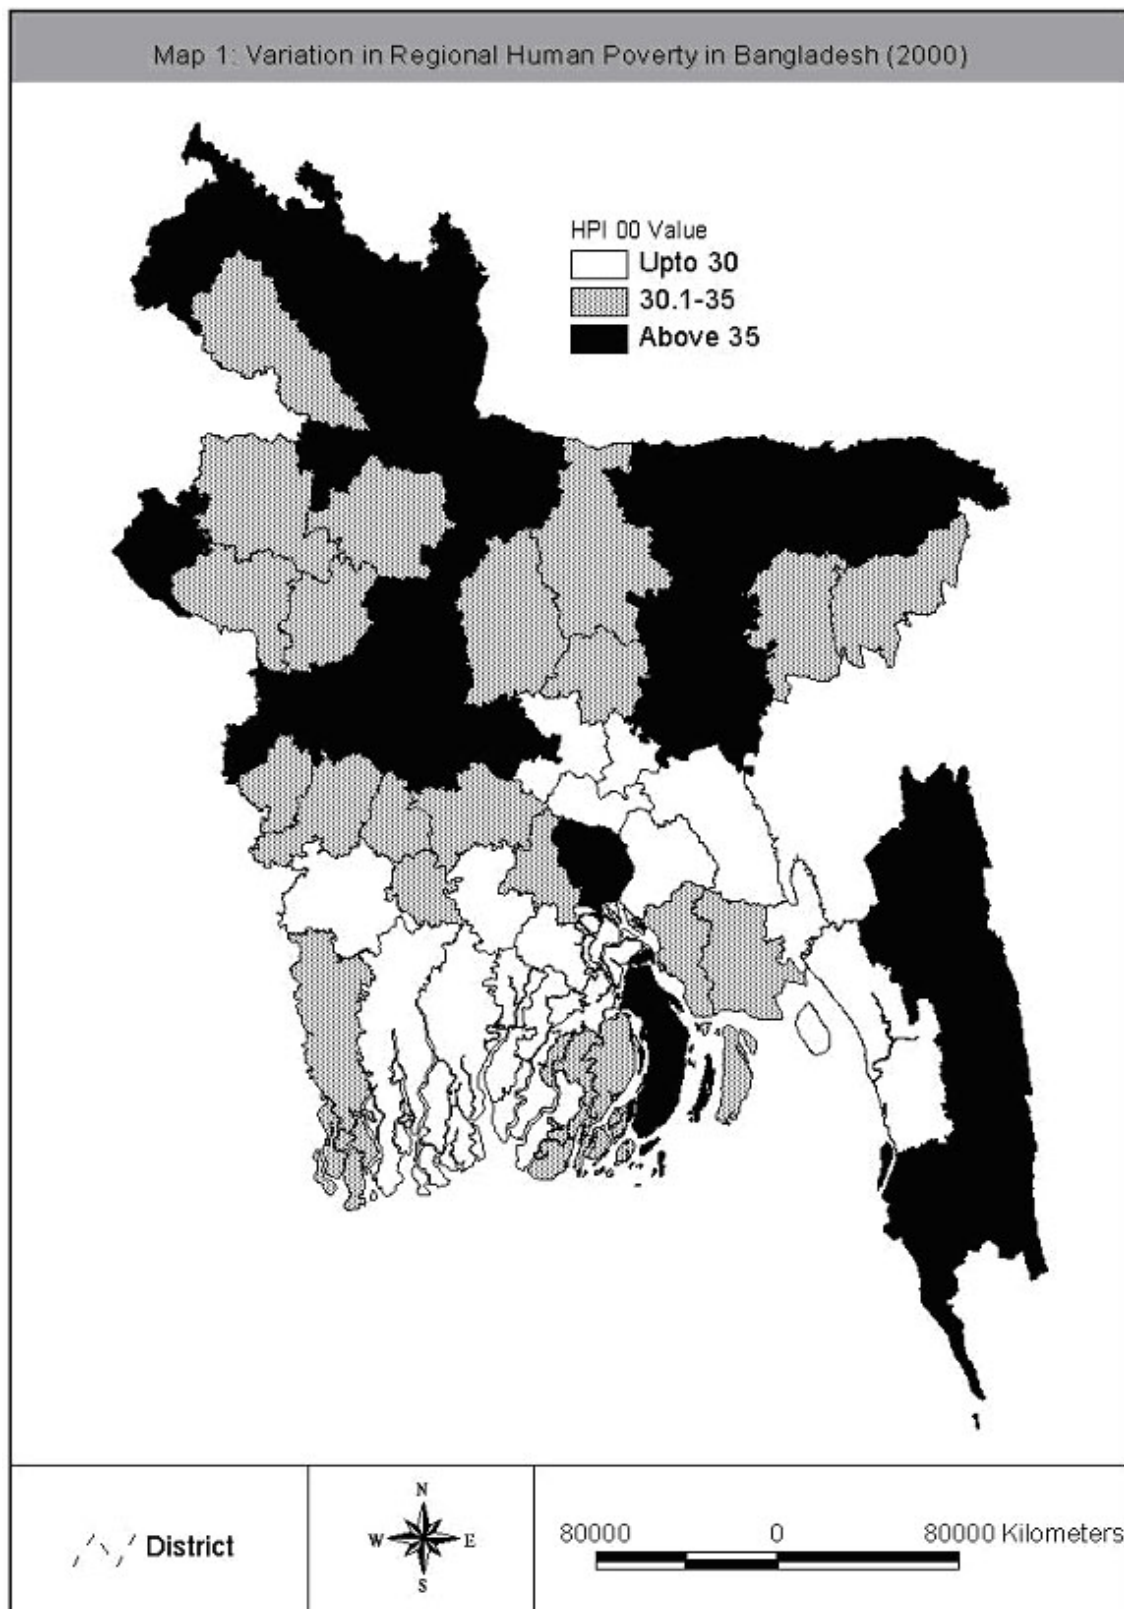 Map 1: Variation in Regional Human Poverty in Bangladesh (2000)
HPI 00 Value
Upto 30
30.1-35
Above 35
District
N
W E
S
80000 0 80000 Kilometers